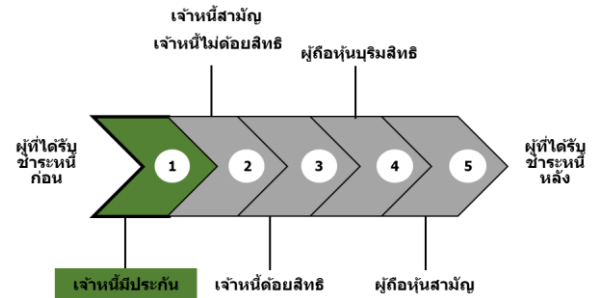 เจ้าหนี้สามัญ
เจ้าหนี้ไม่ด้อยสิทธิ
ผู้ถือหุ้นบุริมสิทธิ
ผู้ที่ได้รับ
ชำระหนี้
ก่อน
1
2
3
4
5
ผู้ที่ได้รับ
ชำระหนี้
หลัง
เจ้าหนี้มีประกัน
เจ้าหนี้ด้อยสิทธิ
ผู้ถือหุ้นสามัญ